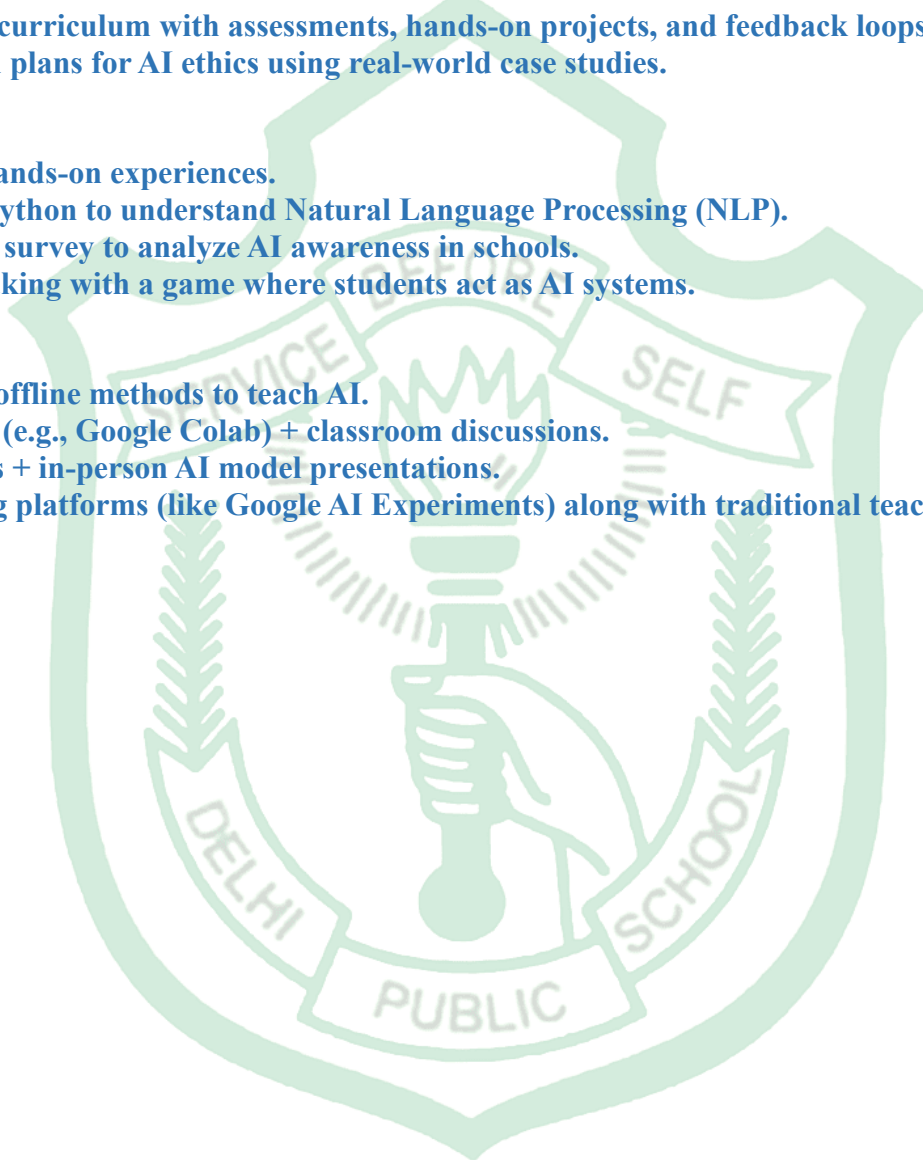 curriculum with assessments, hands-on projects, and feedback loops
plans for AI ethics using real-world case studies.
ands-on experiences.
ython to understand Natural Language Processing (NLP).
survey to analyze AI awareness in schools.
king with a game where students act as AI systems.
offline methods to teach AI.
(e.g., Google Colab) + classroom discussions.
s + in-person AI model presentations.
g platforms (like Google AI Experiments) along with traditional teac
SERVICE BEFORE SELF
DELHI PUBLIC SCHOOL